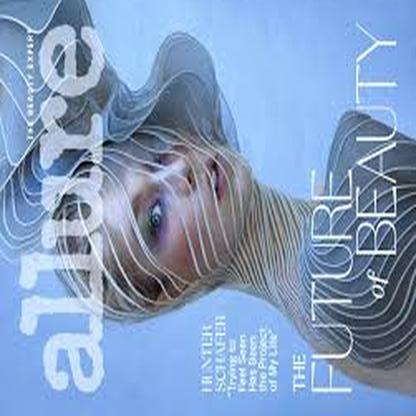 THE BEAUTY EXPERT
allure
HUNTER
SCHAFER
"Trying to
Feel Seen
Has Been
the Project
of My Life"
THE
FUTURE
of BEAUTY